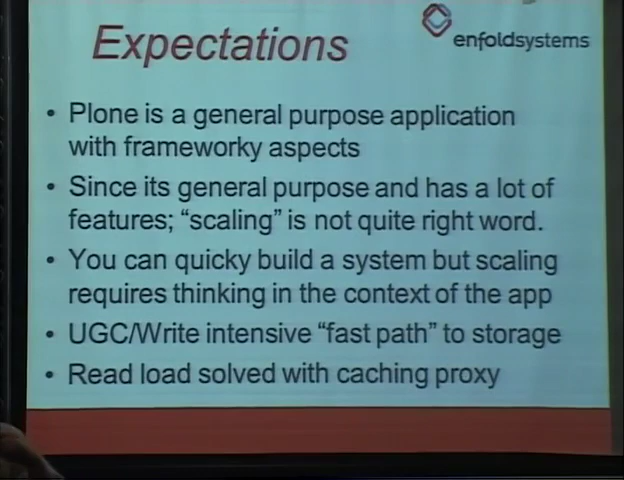 Expectations
enfoldsystems
• Plone is a general purpose application
with frameworky aspects
• Since its general purpose and has a lot of
features; “scaling” is not quite right word.
• You can quicky build a system but scaling
requires thinking in the context of the app
• UGC/Write intensive “fast path” to storage
• Read load solved with caching proxy